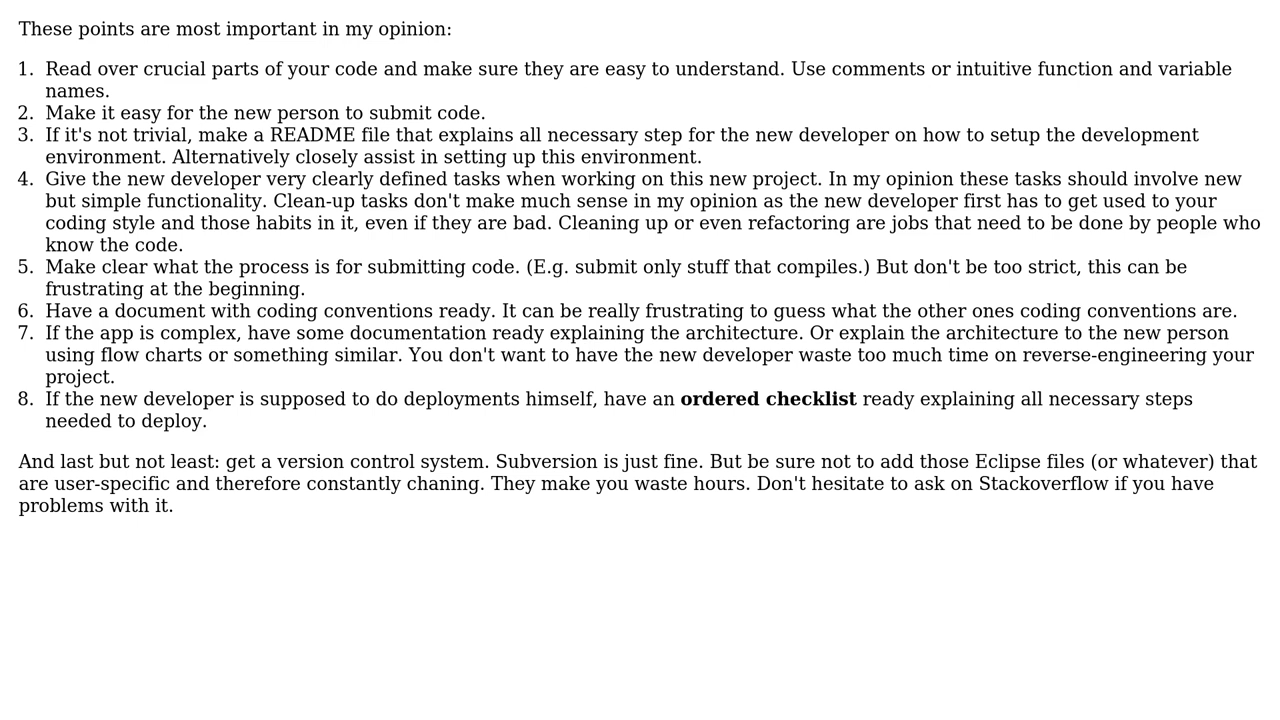 These points are most important in my opinion:
1. Read over crucial parts of your code and make sure they are easy to understand. Use comments or intuitive function and variable
names.
2. Make it easy for the new person to submit code.
3. If it's not trivial, make a README file that explains all necessary step for the new developer on how to setup the development
environment. Alternatively closely assist in setting up this environment.
4. Give the new developer very clearly defined tasks when working on this new project. In my opinion these tasks should involve new
but simple functionality. Clean-up tasks don't make much sense in my opinion as the new developer first has to get used to your
coding style and those habits in it, even if they are bad. Cleaning up or even refactoring are jobs that need to be done by people who
know the code.
5. Make clear what the process is for submitting code. (E.g. submit only stuff that compiles.) But don't be too strict, this can be
frustrating at the beginning.
6. Have a document with coding conventions ready. It can be really frustrating to guess what the other ones coding conventions are.
7. If the app is complex, have some documentation ready explaining the architecture. Or explain the architecture to the new person
using flow charts or something similar. You don't want to have the new developer waste too much time on reverse-engineering your
project.
8. If the new developer is supposed to do deployments himself, have an ordered checklist ready explaining all necessary steps
needed to deploy.
And last but not least: get a version control system. Subversion is just fine. But be sure not to add those Eclipse files (or whatever) that
are user-specific and therefore constantly chaning. They make you waste hours. Don't hesitate to ask on Stackoverflow if you have
problems with it.